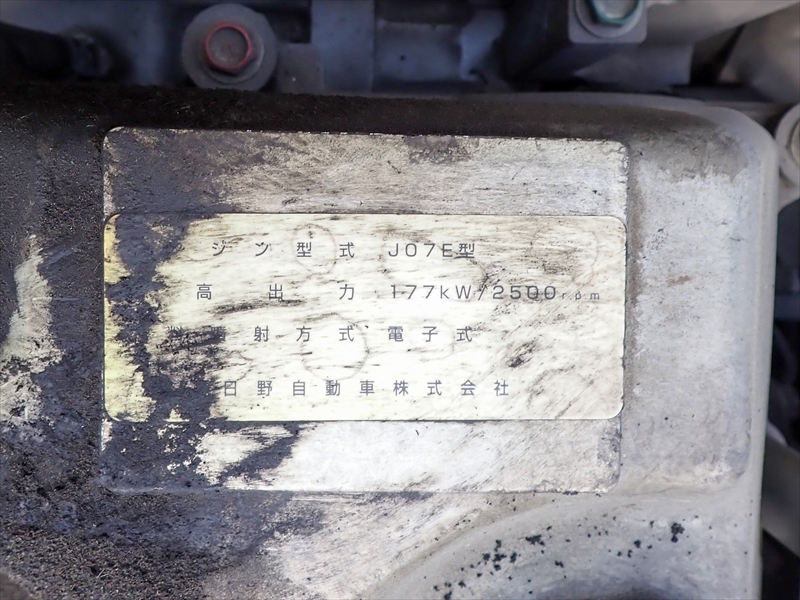 ジン型式 J07E型
高出力 177kW/2500rpm
射方式 電子式
日野自動車株式会社